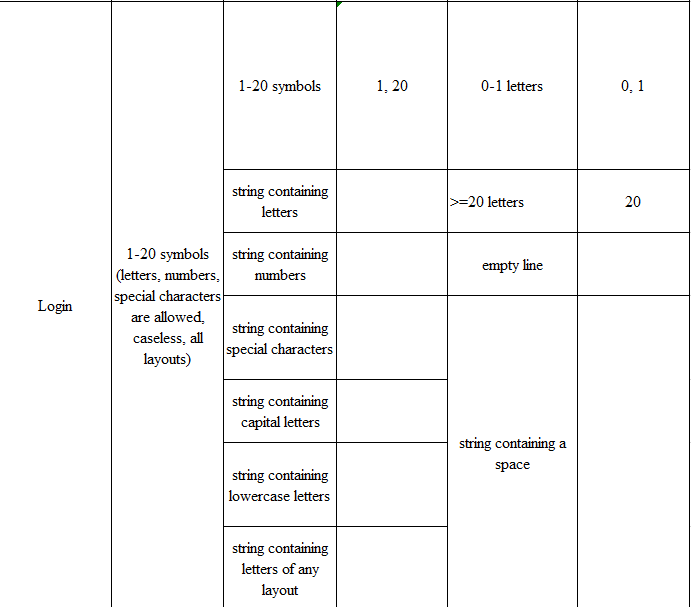 Login
1-20 symbols
(letters, numbers,
special characters
are allowed,
caseless, all
layouts)
1-20 symbols
1, 20
0-1 letters
0, 1
string containing
letters
>=20 letters
20
string containing
numbers
empty line
string containing
special characters
string containing a
space
string containing
capital letters
string containing
lowercase letters
string containing
letters of any
layout